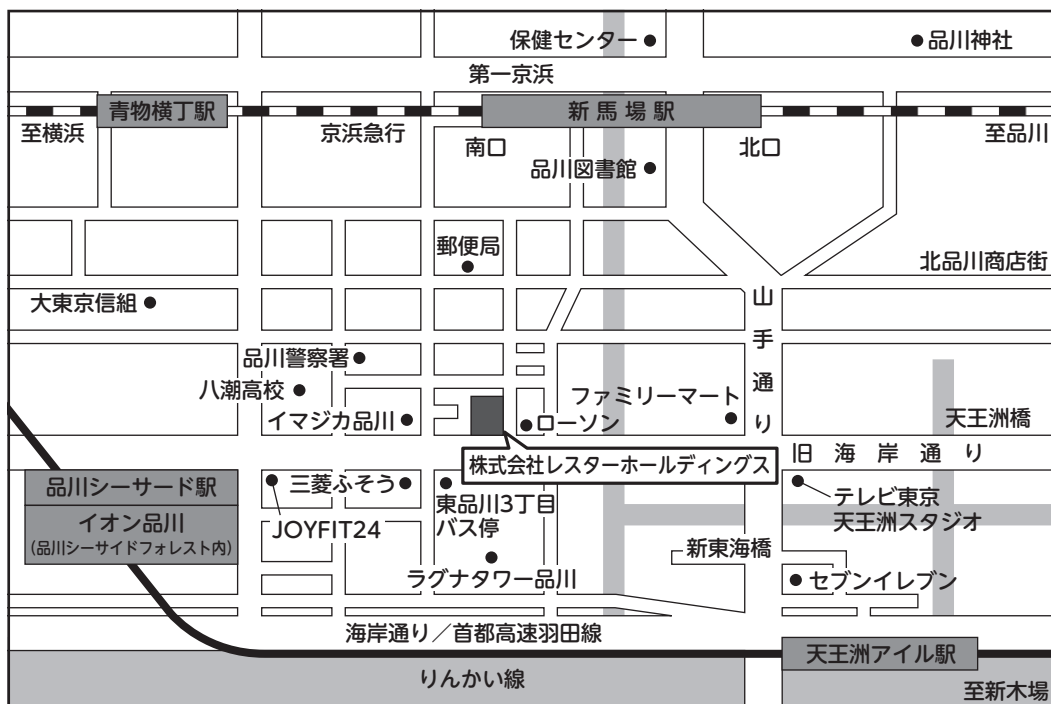 保健センター
品川神社
第一京浜
青物横丁駅
新馬場駅
至横浜
京浜急行
南口
北口
至品川
品川図書館
郵便局
北品川商店街
大東京信組
山手通り
品川警察署
八潮高校
ファミリーマート
イマジカ品川
ローソン
天王洲橋
旧海岸通り
株式会社レスターホールディングス
品川シーサード駅
三菱ふそう
東品川3丁目
バス停
テレビ東京
天王洲スタジオ
イオン品川
(品川シーサイドフォレスト内)
JOYFIT24
新東海橋
ラグナタワー品川
セブンイレブン
海岸通り／首都高速羽田線
天王洲アイル駅
りんかい線
至新木場